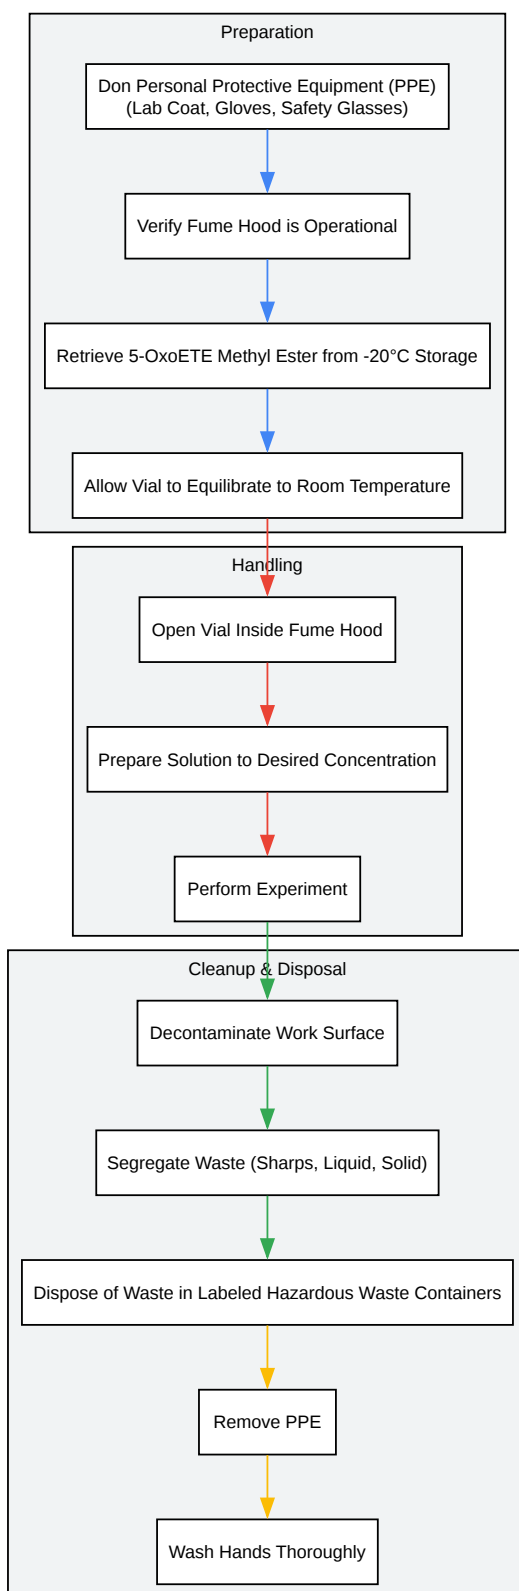 Preparation
Don Personal Protective Equipment (PPE)
(Lab Coat, Gloves, Safety Glasses)
Verify Fume Hood is Operational
Retrieve 5-OxoETE Methyl Ester from -20°C Storage
Allow Vial to Equilibrate to Room Temperature
Handling
Open Vial Inside Fume Hood
Prepare Solution to Desired Concentration
Perform Experiment
Cleanup & Disposal
Decontaminate Work Surface
Segregate Waste (Sharps, Liquid, Solid)
Dispose of Waste in Labeled Hazardous Waste Containers
Remove PPE
Wash Hands Thoroughly